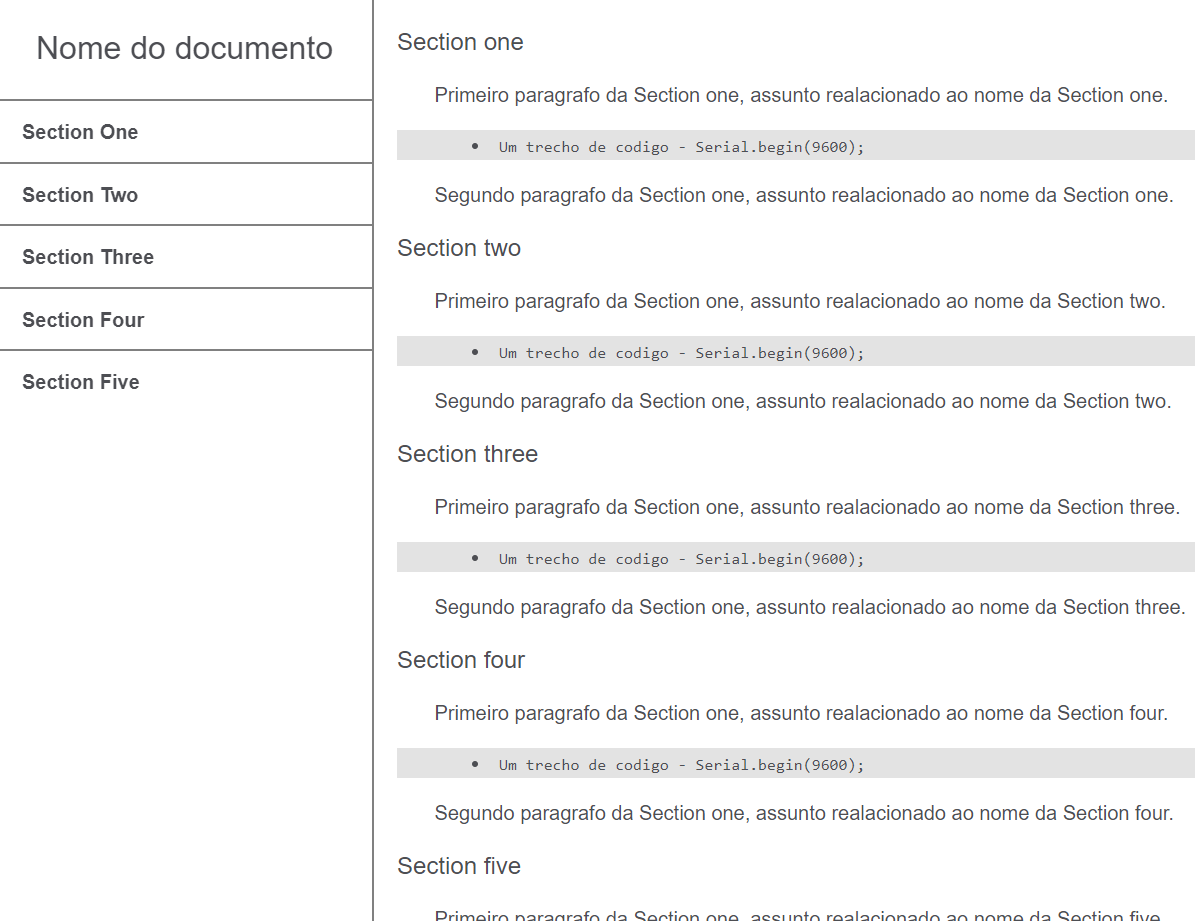 Nome do documento
Section One
Section Two
Section Three
Section Four
Section Five
Section one
Primeiro paragrafo da Section one, assunto realacionado ao nome da Section one.
• Um trecho de codigo - Serial.begin(9600);
Segundo paragrafo da Section one, assunto realacionado ao nome da Section one.
Section two
Primeiro paragrafo da Section one, assunto realacionado ao nome da Section two.
• Um trecho de codigo - Serial.begin(9600);
Segundo paragrafo da Section one, assunto realacionado ao nome da Section two.
Section three
Primeiro paragrafo da Section one, assunto realacionado ao nome da Section three.
• Um trecho de codigo - Serial.begin(9600);
Segundo paragrafo da Section one, assunto realacionado ao nome da Section three.
Section four
Primeiro paragrafo da Section one, assunto realacionado ao nome da Section four.
• Um trecho de codigo - Serial.begin(9600);
Segundo paragrafo da Section one, assunto realacionado ao nome da Section four.
Section five
Primeiro paragrafo da Section one, assunto realacionado ao nome da Section five